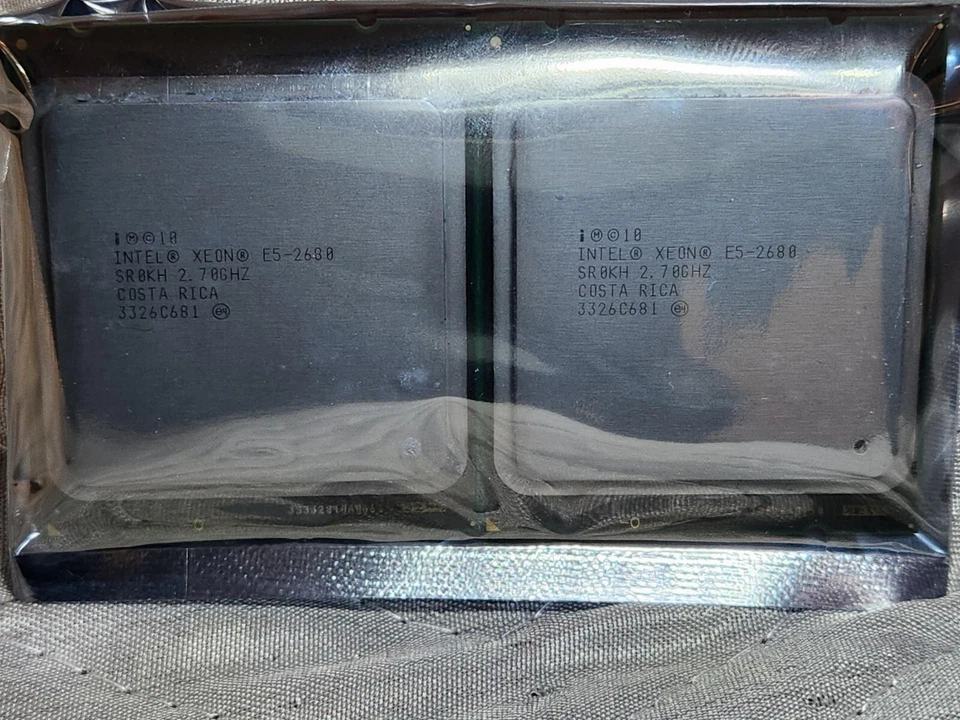 i Ⓜ©10
INTEL® XEON® E5-2680
SR0KH 2.70GHZ
COSTA RICA
3326C681 e4
i Ⓜ©10
INTEL® XEON® E5-2680
SR0KH 2.70GHZ
COSTA RICA
3326C681 e4